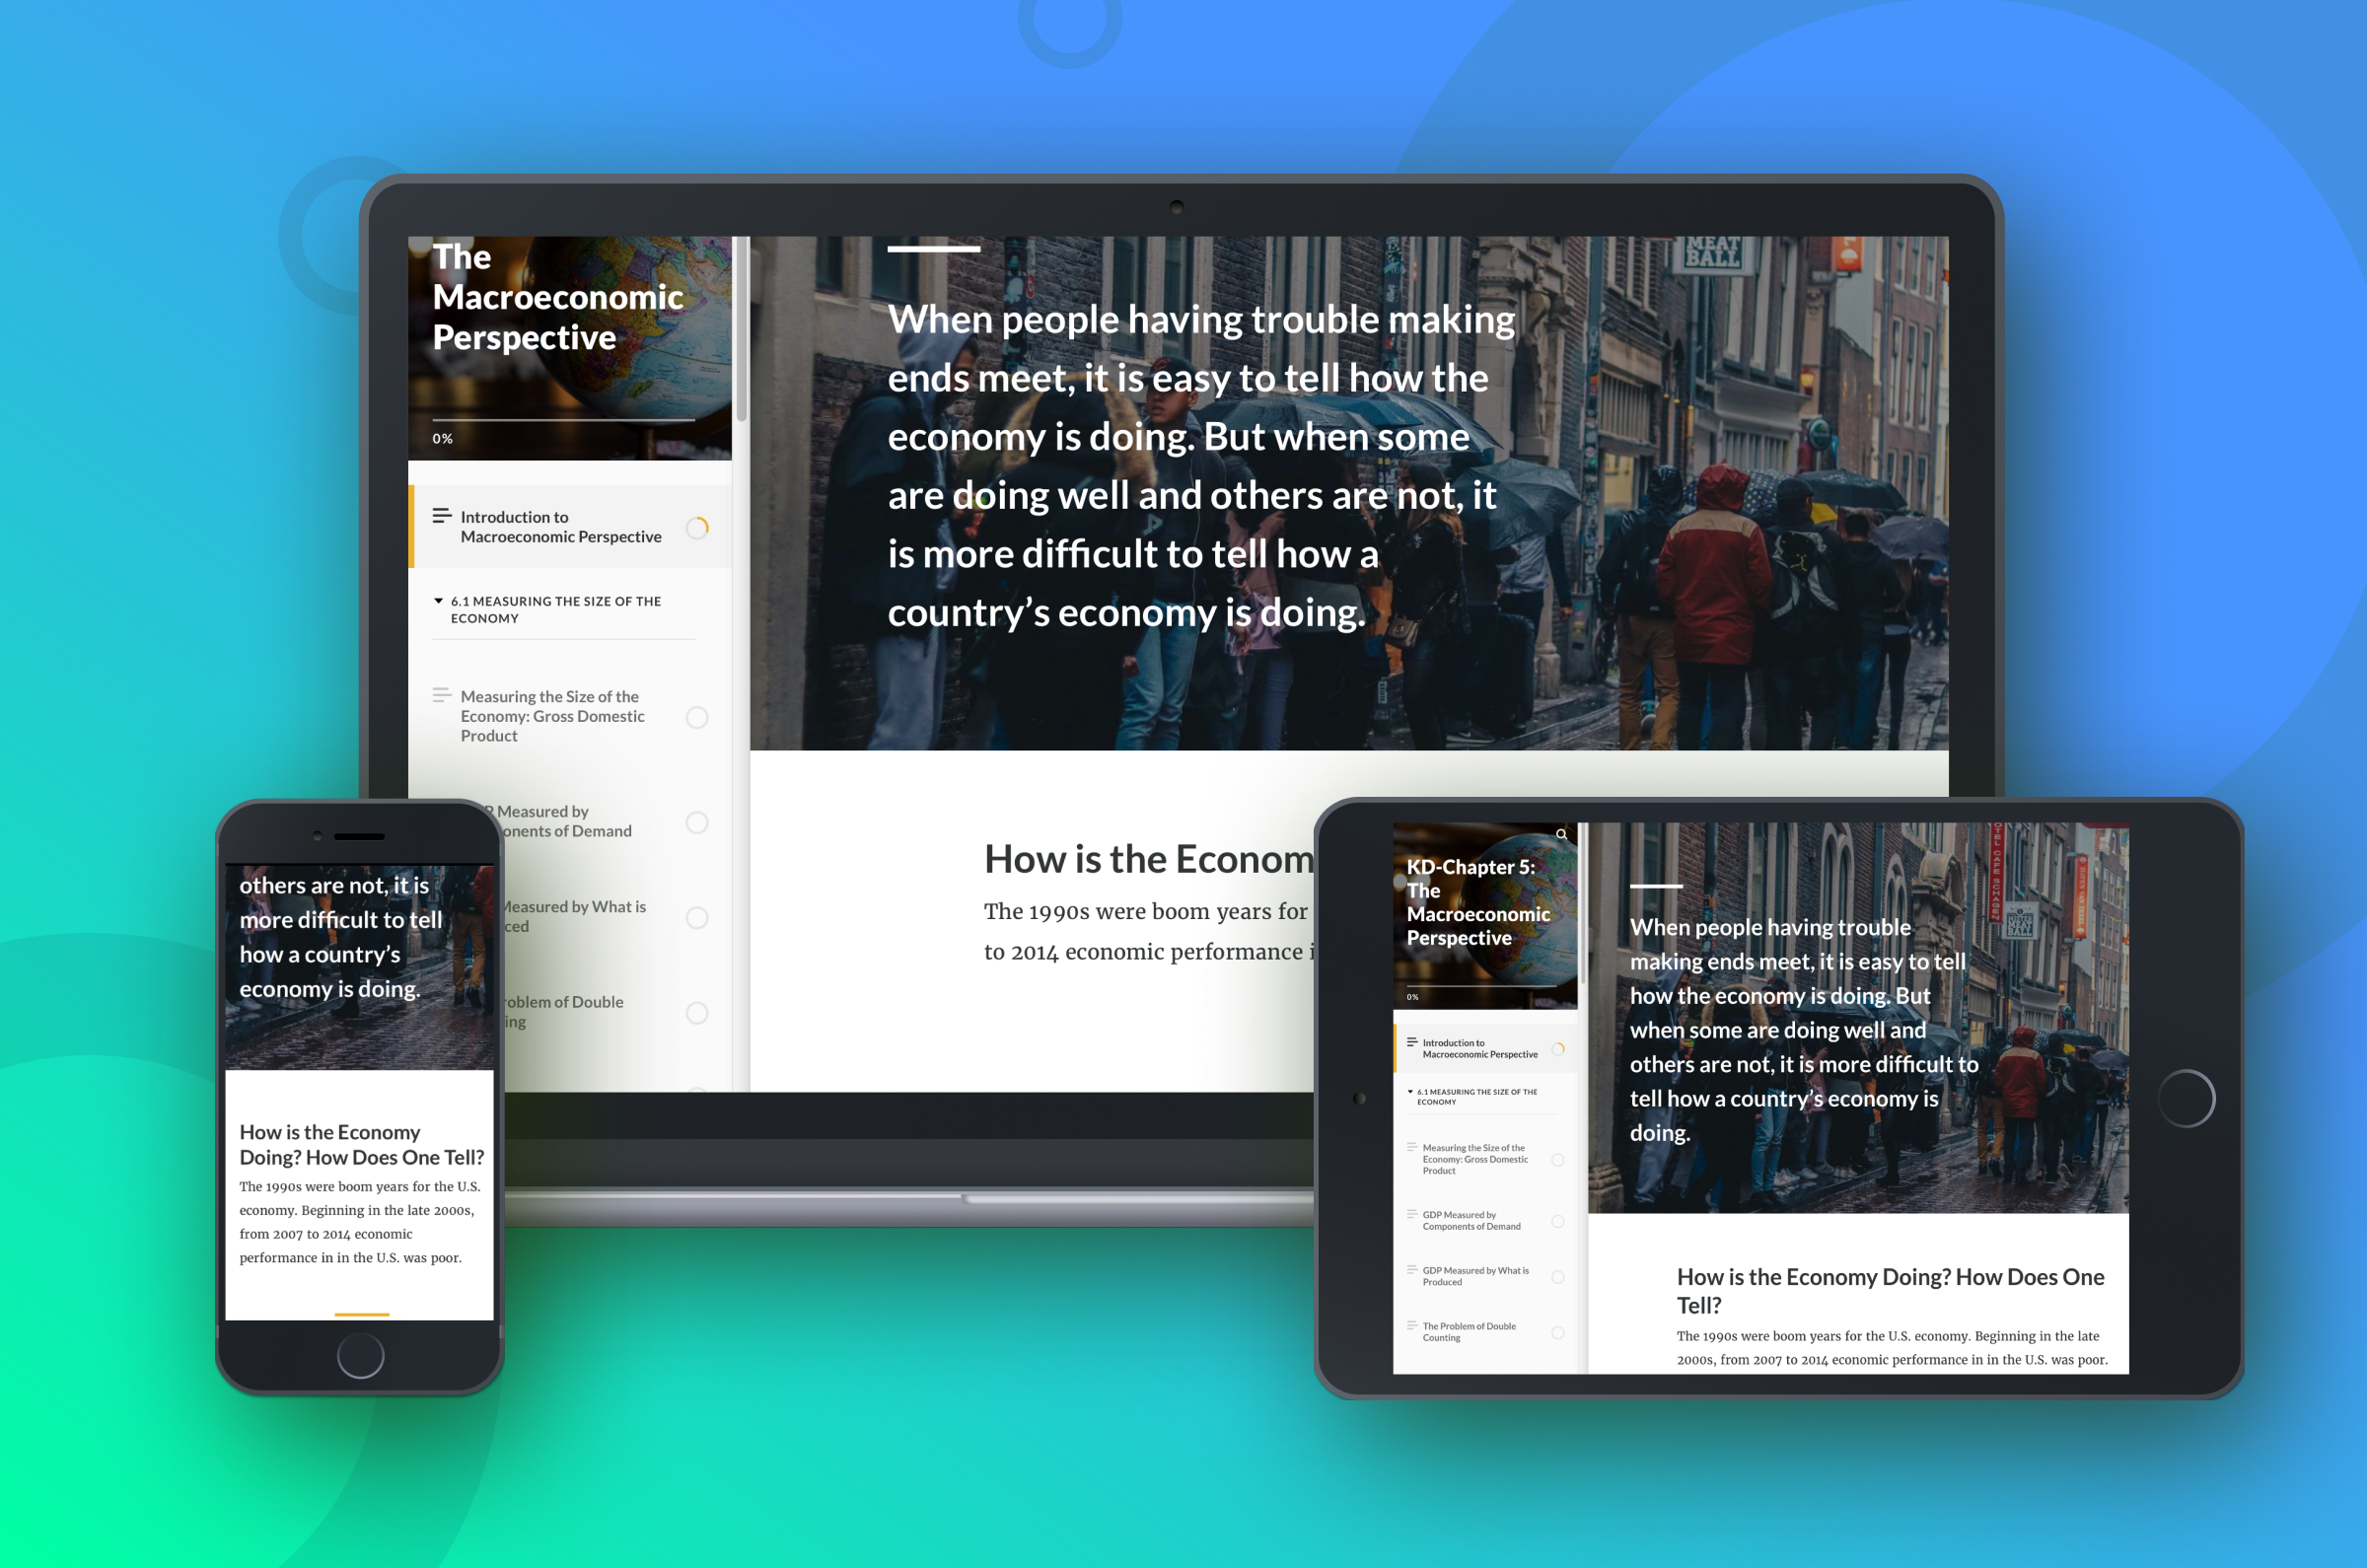 The
Macroeconomic
Perspective
0%
Introduction to
Macroeconomic Perspective
6.1 MEASURING THE SIZE OF THE
ECONOMY
Measuring the Size of the
Economy: Gross Domestic
Product
Measured by
onents of Demand
Measured by What is
ced
roblem of Double
ing
MEAT
BALL
When people having trouble making
ends meet, it is easy to tell how the
economy is doing. But when some
are doing well and others are not, it
is more difficult to tell how a
country’s economy is doing.
How is the Econom
The 1990s were boom years for
to 2014 economic performance i
others are not, it is
more difficult to tell
how a country’s
economy is doing.
How is the Economy
Doing? How Does One Tell?
The 1990s were boom years for the U.S.
economy. Beginning in the late 2000s,
from 2007 to 2014 economic
performance in in the U.S. was poor.
KD-Chapter 5:
The
Macroeconomic
Perspective
0%
Introduction to
Macroeconomic Perspective
6.1 MEASURING THE SIZE OF THE
ECONOMY
Measuring the Size of the
Economy: Gross Domestic
Product
GDP Measured by
Components of Demand
GDP Measured by What is
Produced
The Problem of Double
Counting
When people having trouble
making ends meet, it is easy to tell
how the economy is doing. But
when some are doing well and
others are not, it is more difficult to
tell how a country’s economy is
doing.
MEAT
BALL
How is the Economy Doing? How Does One
Tell?
The 1990s were boom years for the U.S. economy. Beginning in the late
2000s, from 2007 to 2014 economic performance in in the U.S. was poor.